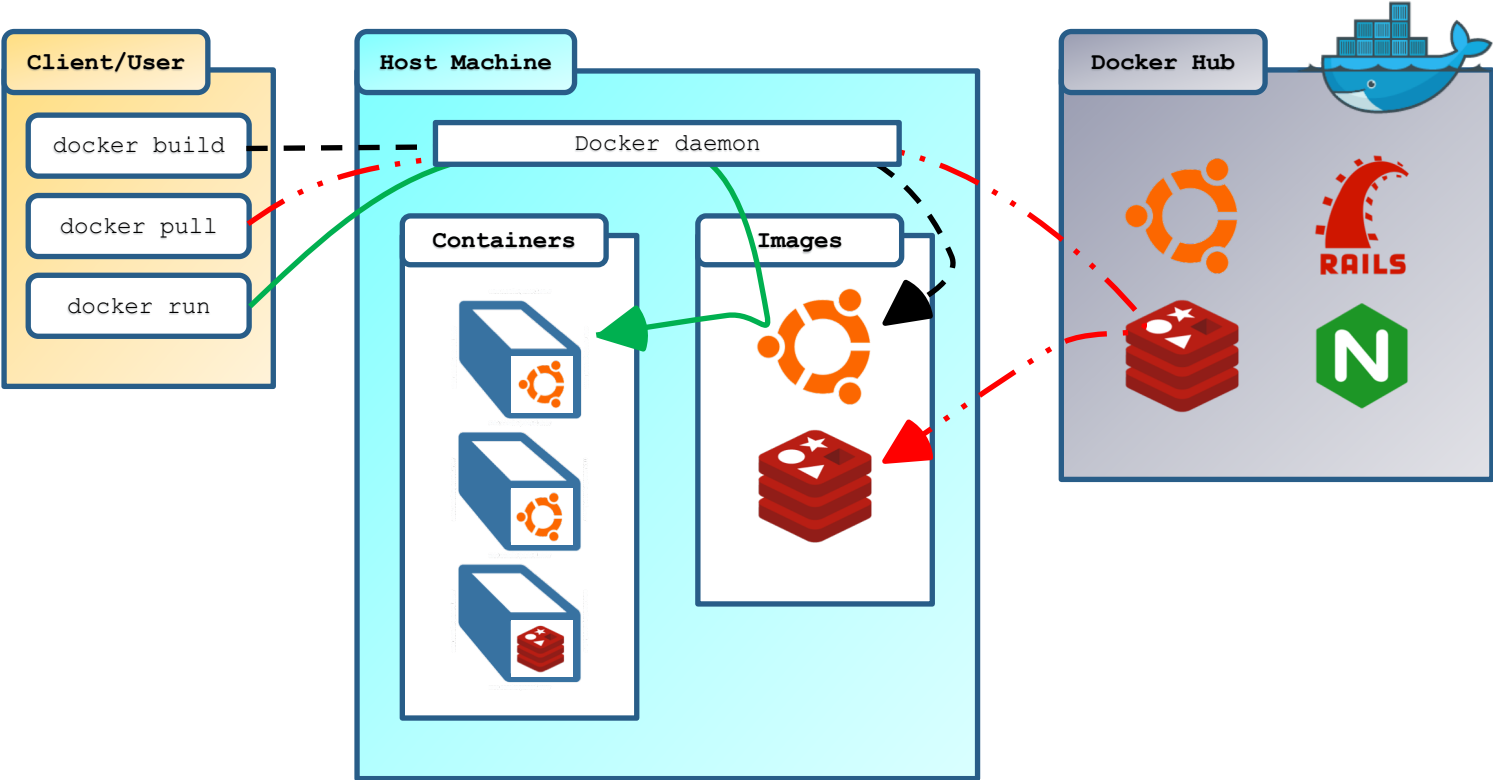 Client/User
docker build
docker pull
docker run
Host Machine
Docker daemon
Containers
Images
Docker Hub
RAILS
N